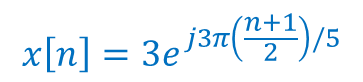 x[n] = 3e^{j3π((n+1)/2)/5}